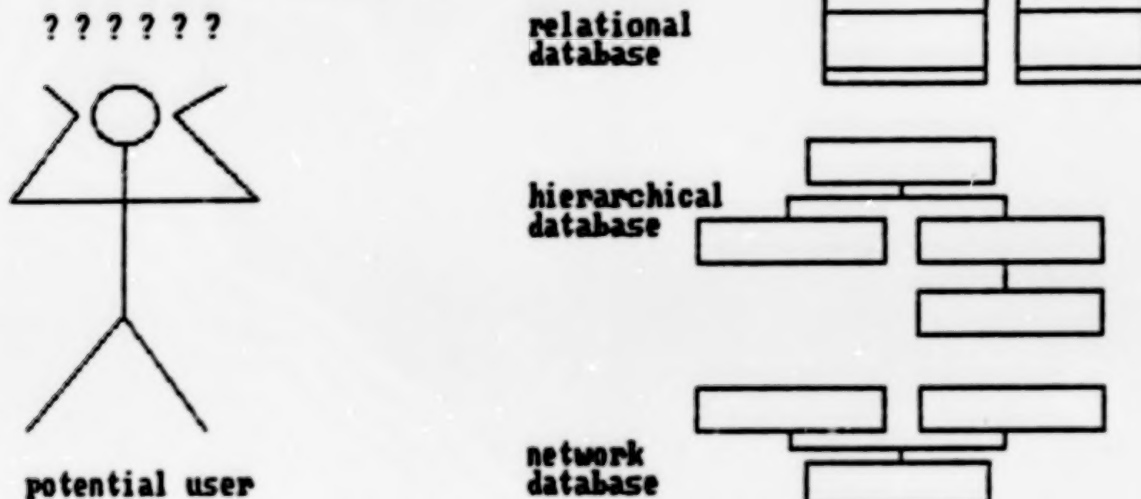 ? ? ? ? ? ?
potential user
relational
database
hierarchical
database
network
database